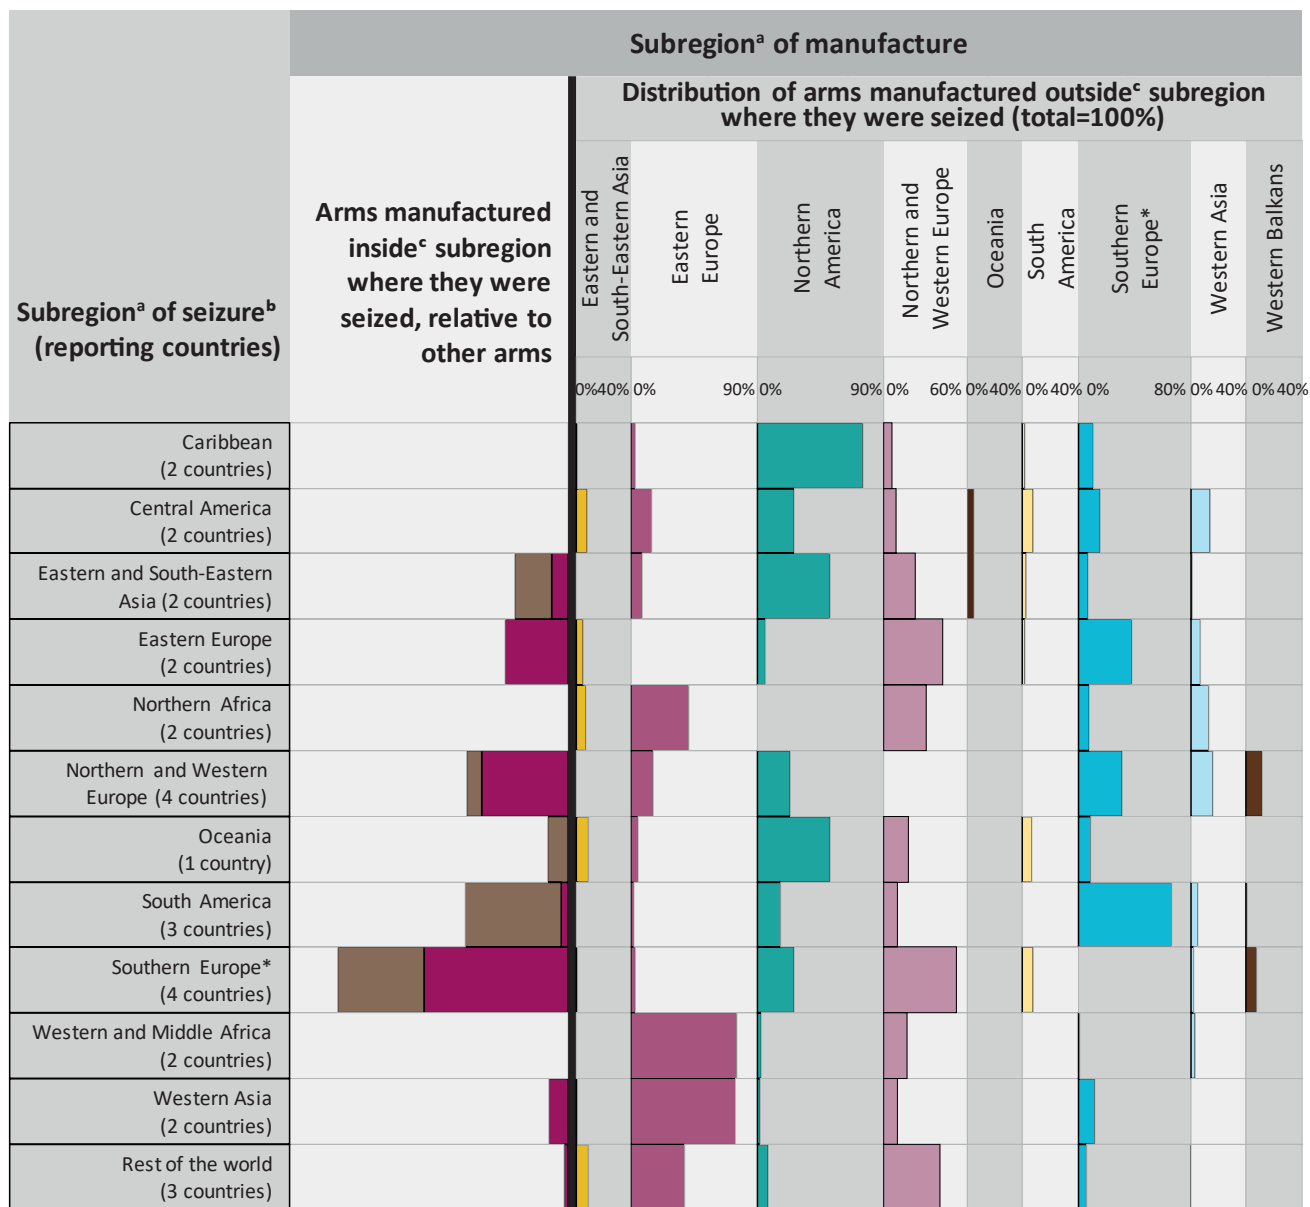 Subregionᵃ of manufacture
Distribution of arms manufactured outsideᶜ subregion
where they were seized (total=100%)
Subregionᵃ of seizureᵇ
(reporting countries)
Arms manufactured
insideᶜ subregion
where they were
seized, relative to
other arms
Eastern and
South-Eastern Asia
Eastern
Europe
Northern
America
Northern and
Western Europe
Oceania
South
America
Southern
Europe*
Western Asia
Western Balkans
0% 40% 0% 90% 0% 90% 0% 60% 0% 40% 0% 40% 0% 80% 0% 40% 0% 40%
Caribbean
(2 countries)
Central America
(2 countries)
Eastern and South-Eastern
Asia (2 countries)
Eastern Europe
(2 countries)
Northern Africa
(2 countries)
Northern and Western
Europe (4 countries)
Oceania
(1 country)
South America
(3 countries)
Southern Europe*
(4 countries)
Western and Middle Africa
(2 countries)
Western Asia
(2 countries)
Rest of the world
(3 countries)